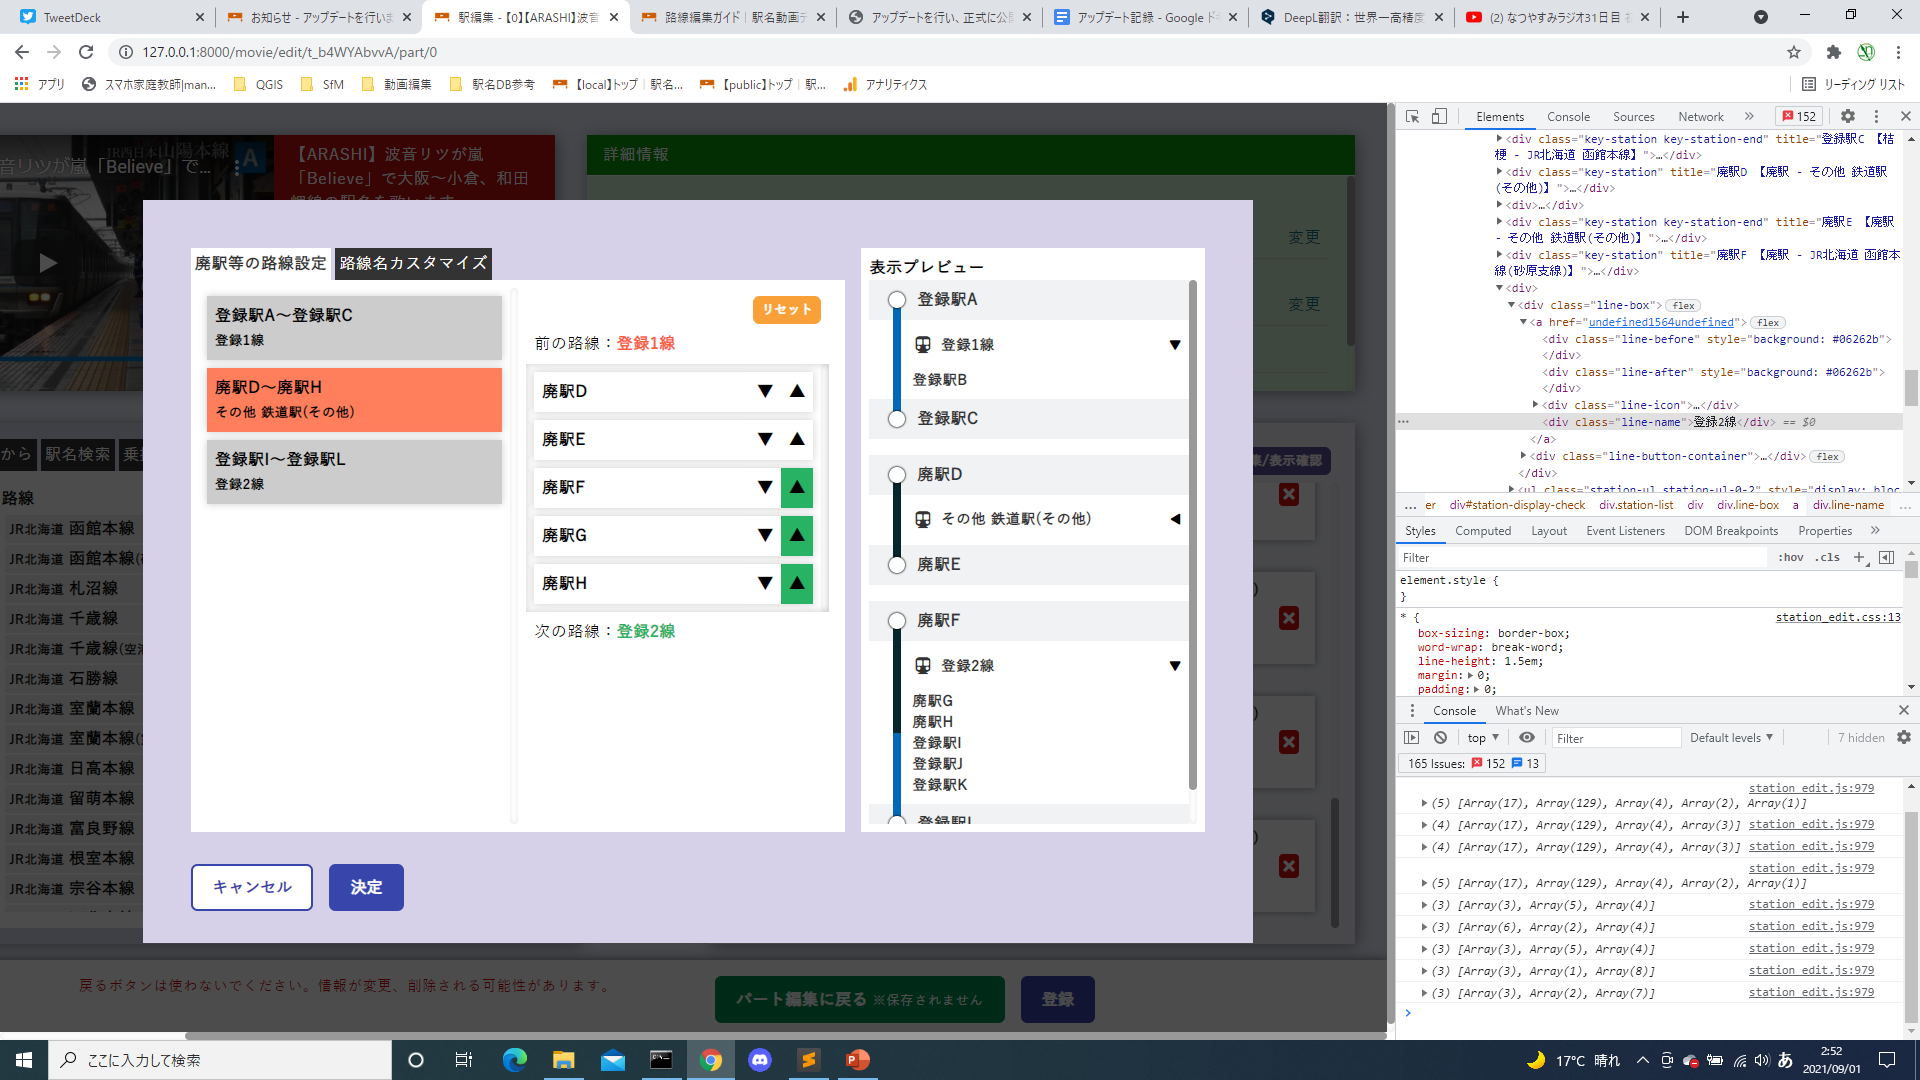 TweetDeck
お知らせ - アップデートを行いま
駅編集 - 【0】【ARASHI】波音
路線編集ガイド｜駅名動画デ
アップデートを行い、正式に公
アップデート記録 - Google ド
DeepL翻訳：世界一高精度
(2) なつやすみラジオ31日目
127.0.0.1:8000/movie/edit/t_b4WYAbvvA/part/0
アプリ
スマホ家庭教師|man...
QGIS
SfM
動画編集
駅名DB参考
【local】トップ｜駅名...
【public】トップ｜駅...
アナリティクス
リーディング リスト
JR西日本山陽本線
音リツが嵐「Believe」で...
【ARASHI】波音リツが嵐
「Believe」で大阪～小倉、和田
詳細情報
変更
変更
から
駅名検索
路線
JR北海道 函館本線
JR北海道 函館本線
JR北海道 札沼線
JR北海道 千歳線
JR北海道 千歳線
JR北海道 石勝線
JR北海道 室蘭本線
JR北海道 室蘭本線
JR北海道 日高本線
JR北海道 留萌本線
JR北海道 富良野線
JR北海道 根室本線
JR北海道 宗谷本線
集/表示確認
廃駅等の路線設定
路線名カスタマイズ
登録駅A～登録駅C
登録1線
廃駅D～廃駅H
その他 鉄道駅(その他)
登録駅I～登録駅L
登録2線
リセット
前の路線：登録1線
廃駅D ▼ ▲
廃駅E ▼ ▲
廃駅F ▼ ▲
廃駅G ▼ ▲
廃駅H ▼ ▲
次の路線：登録2線
表示プレビュー
登録駅A
登録1線 ▼
登録駅B
登録駅C
廃駅D
その他 鉄道駅(その他) ◀
廃駅E
廃駅F
登録2線 ▼
廃駅G
廃駅H
登録駅I
登録駅J
登録駅K
登録駅L
キャンセル
決定
戻るボタンは使わないでください。情報が変更、削除される可能性があります。
パート編集に戻る ※保存されません
登録
Elements Console Sources Network » 152
<div class="key-station key-station-end" title="登録駅C 【桔
梗 - JR北海道 函館本線】">…</div>
<div class="key-station" title="廃駅D 【廃駅 - その他 鉄道駅
(その他)】">…</div>
<div>…</div>
<div class="key-station key-station-end" title="廃駅E 【廃駅
- その他 鉄道駅(その他)】">…</div>
<div class="key-station" title="廃駅F 【廃駅 - JR北海道 函館本
線(砂原支線)】">…</div>
<div>
<div class="line-box"> flex
<a href="undefined1564undefined"> flex
<div class="line-before" style="background: #06262b">
</div>
<div class="line-after" style="background: #06262b">
</div>
<div class="line-icon">…</div>
<div class="line-name">登録2線</div> == $0
</a>
<div class="line-button-container">…</div> flex
</div>
<ul class="station-ul station-ul-0-2" style="display: bloc
... er div#station-display-check div.station-list div div.line-box a div.line-name ...
Styles Computed Layout Event Listeners DOM Breakpoints Properties »
Filter :hov .cls +
element.style {
}
* { station_edit.css:13
box-sizing: border-box;
word-wrap: break-word;
line-height: 1.5em;
margin: 0;
padding: 0;
Console What's New
top ▼ Filter Default levels ▼ 7 hidden
165 Issues: 152 13
station_edit.js:979
(5) [Array(17), Array(129), Array(4), Array(2), Array(1)]
(4) [Array(17), Array(129), Array(4), Array(3)] station_edit.js:979
(4) [Array(17), Array(129), Array(4), Array(3)] station_edit.js:979
station_edit.js:979
(5) [Array(17), Array(129), Array(4), Array(2), Array(1)]
(3) [Array(3), Array(5), Array(4)] station_edit.js:979
(3) [Array(6), Array(2), Array(4)] station_edit.js:979
(3) [Array(3), Array(5), Array(4)] station_edit.js:979
(3) [Array(3), Array(1), Array(8)] station_edit.js:979
(3) [Array(3), Array(2), Array(7)] station_edit.js:979
ここに入力して検索
17°C 晴れ
あ
2:52
2021/09/01